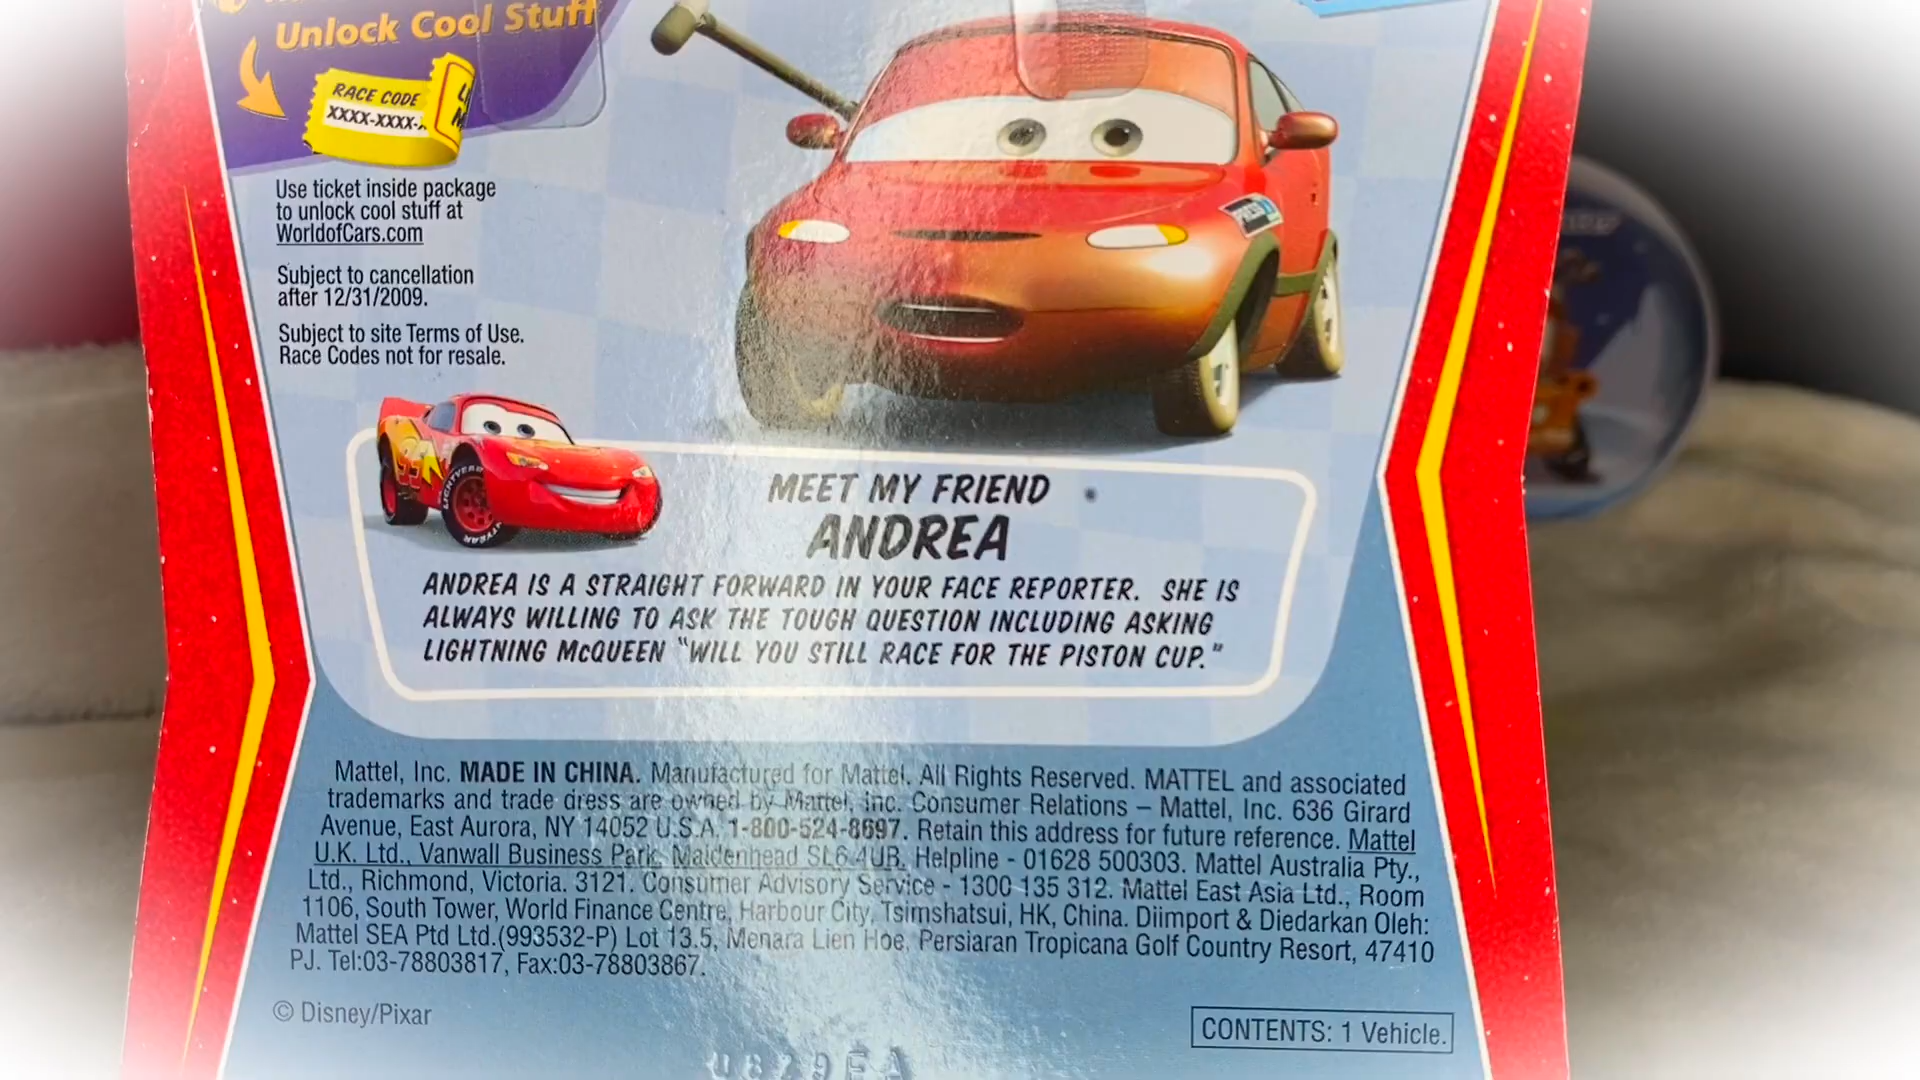 Unlock Cool Stuff
RACE CODE
XXXX-XXXX-
Use ticket inside package
to unlock cool stuff at
WorldofCars.com
Subject to cancellation
after 12/31/2009.
Subject to site Terms of Use.
Race Codes not for resale.
PRESS
95
LIGHTYEAR
MEET MY FRIEND
ANDREA
ANDREA IS A STRAIGHT FORWARD IN YOUR FACE REPORTER. SHE IS
ALWAYS WILLING TO ASK THE TOUGH QUESTION INCLUDING ASKING
LIGHTNING McQUEEN "WILL YOU STILL RACE FOR THE PISTON CUP."
Mattel, Inc. MADE IN CHINA. Manufactured for Mattel. All Rights Reserved. MATTEL and associated
trademarks and trade dress are owned by Mattel, Inc. Consumer Relations – Mattel, Inc. 636 Girard
Avenue, East Aurora, NY 14052 U.S.A. 1-800-524-8697. Retain this address for future reference. Mattel
U.K. Ltd., Vanwall Business Park, Maidenhead SL6 4UB. Helpline - 01628 500303. Mattel Australia Pty.,
Ltd., Richmond, Victoria. 3121. Consumer Advisory Service - 1300 135 312. Mattel East Asia Ltd., Room
1106, South Tower, World Finance Centre, Harbour City, Tsimshatsui, HK, China. Diimport & Diedarkan Oleh:
Mattel SEA Ptd Ltd.(993532-P) Lot 13.5, Menara Lien Hoe, Persiaran Tropicana Golf Country Resort, 47410
PJ. Tel:03-78803817, Fax:03-78803867.
© Disney/Pixar
CONTENTS: 1 Vehicle.
0829EA